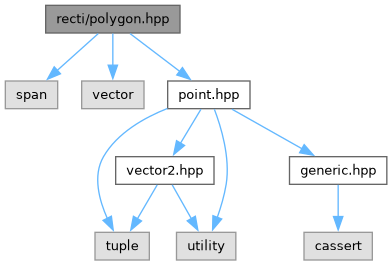 recti/polygon.hpp
span
vector
point.hpp
vector2.hpp
generic.hpp
tuple
utility
cassert